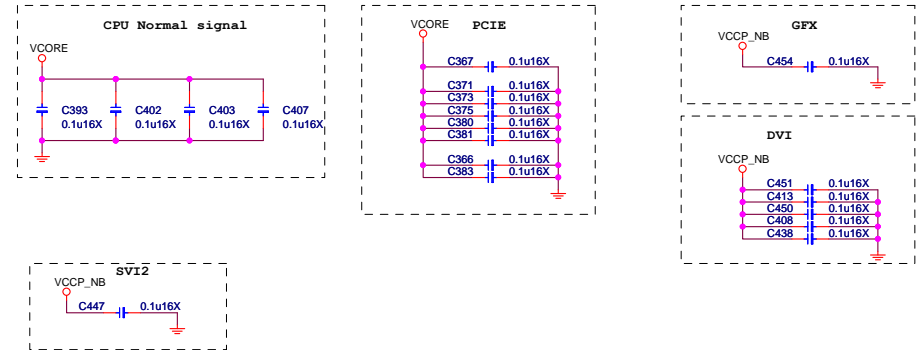 CPU Normal signal
VCORE
C393
0.1u16X
C402
0.1u16X
C403
0.1u16X
C407
0.1u16X
PCIE
VCORE
C367 0.1u16X
C371 0.1u16X
C373 0.1u16X
C375 0.1u16X
C380 0.1u16X
C381 0.1u16X
C366 0.1u16X
C383 0.1u16X
GFX
VCCP_NB
C454 0.1u16X
DVI
VCCP_NB
C451 0.1u16X
C413 0.1u16X
C450 0.1u16X
C408 0.1u16X
C438 0.1u16X
SVI2
VCCP_NB
C447 0.1u16X